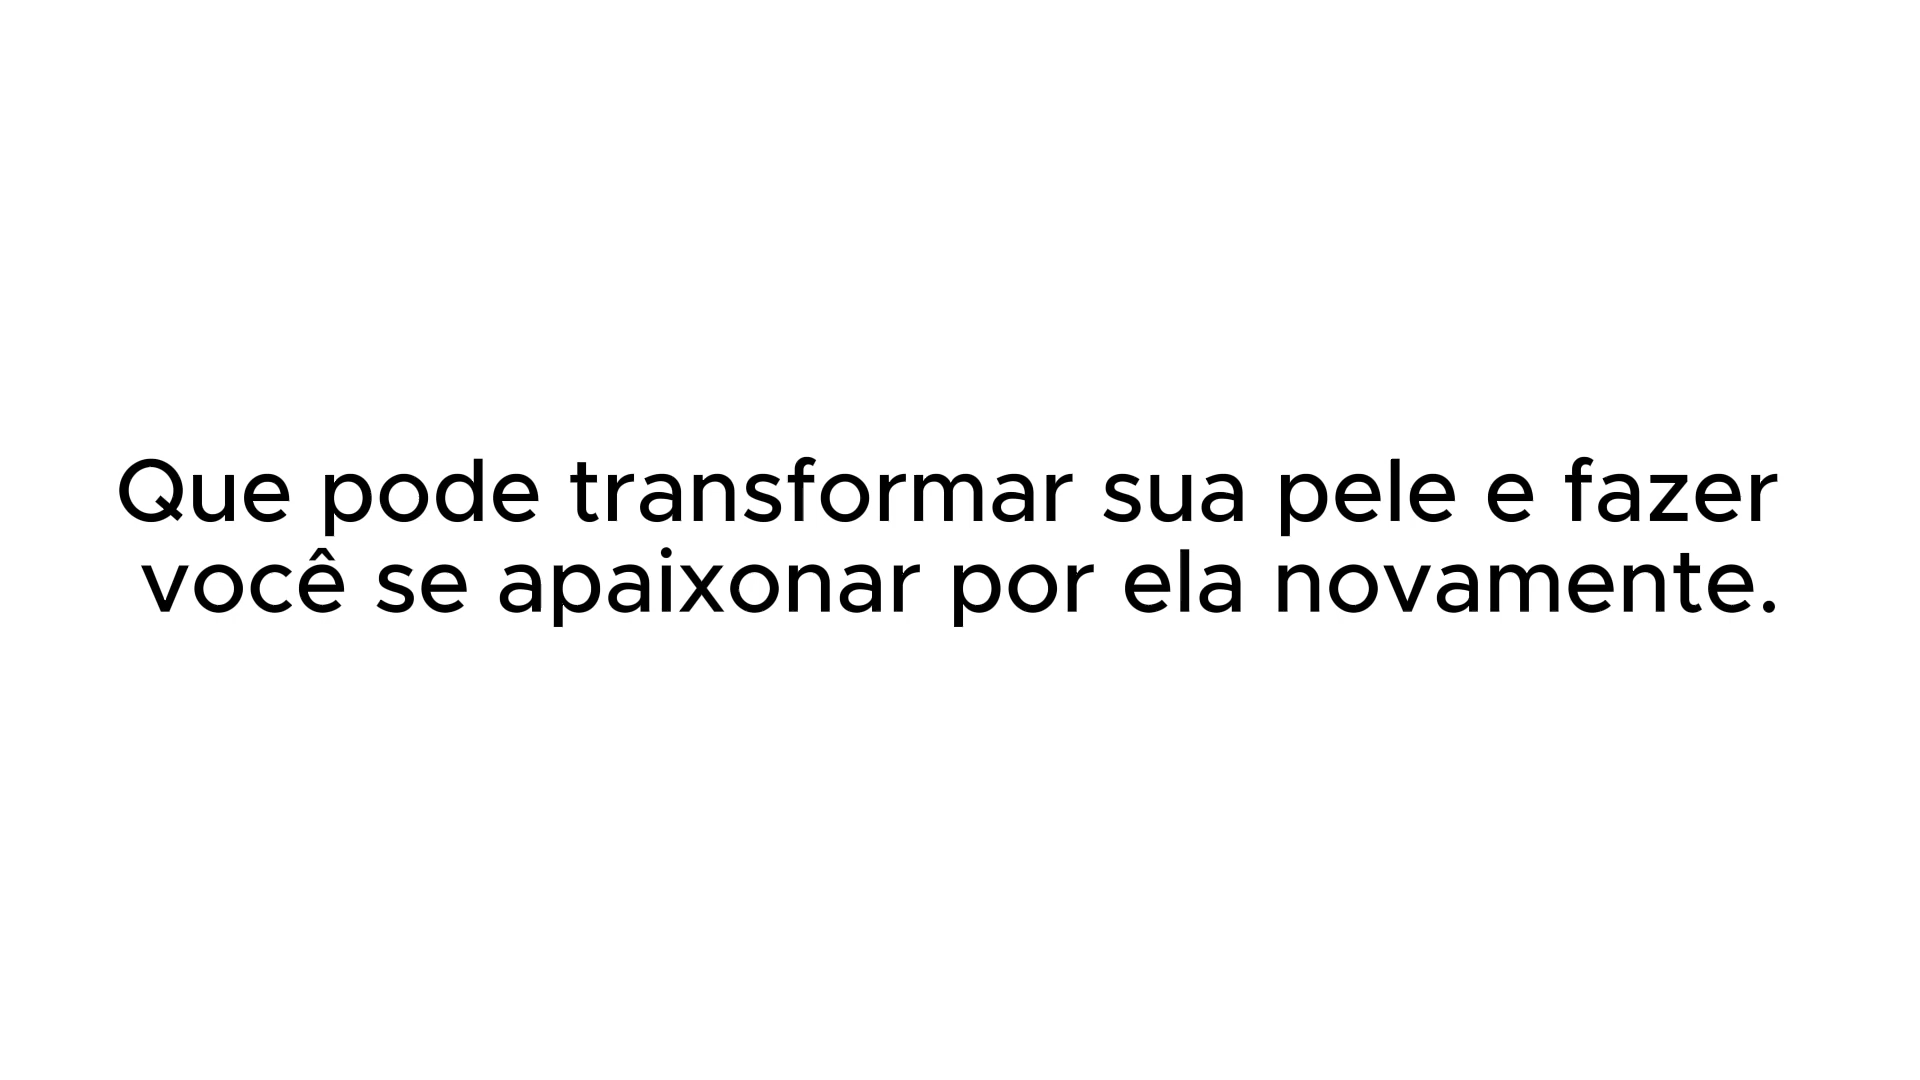 Que pode transformar sua pele e fazer
você se apaixonar por ela novamente.